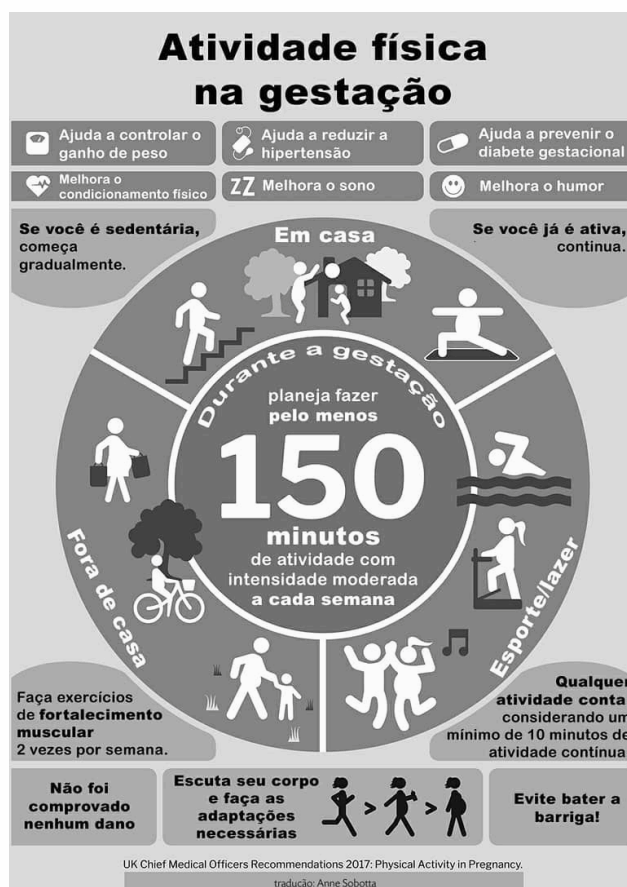 Atividade física
na gestação
Ajuda a controlar o
ganho de peso
Ajuda a reduzir a
hipertensão
Ajuda a prevenir o
diabete gestacional
Melhora o
condicionamento físico
ZZ Melhora o sono
Melhora o humor
Se você é sedentária,
começa
gradualmente.
Se você já é ativa,
continua.
Em casa
Durante a gestação
planeja fazer
pelo menos
150
minutos
de atividade com
intensidade moderada
a cada semana
Fora de casa
Esporte/lazer
Faça exercícios
de fortalecimento
muscular
2 vezes por semana.
Qualquer
atividade conta
considerando um
mínimo de 10 minutos de
atividade contínua
Não foi
comprovado
nenhum dano
Escuta seu corpo
e faça as
adaptações
necessárias
> >
Evite bater a
barriga!
UK Chief Medical Officers Recommendations 2017: Physical Activity in Pregnancy.
tradução: Anne Sobotta